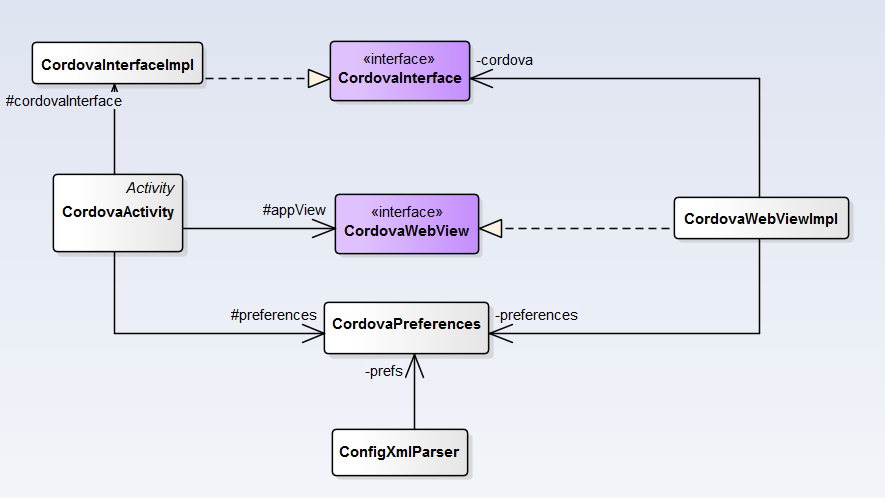 «interface»
CordovaInterfaceImpl
CordovaInterface
-cordova
#cordovaInterface
Activity
CordovaActivity
#appView
«interface»
CordovaWebView
CordovaWebViewImpl
#preferences
CordovaPreferences
-preferences
-prefs
ConfigXmlParser